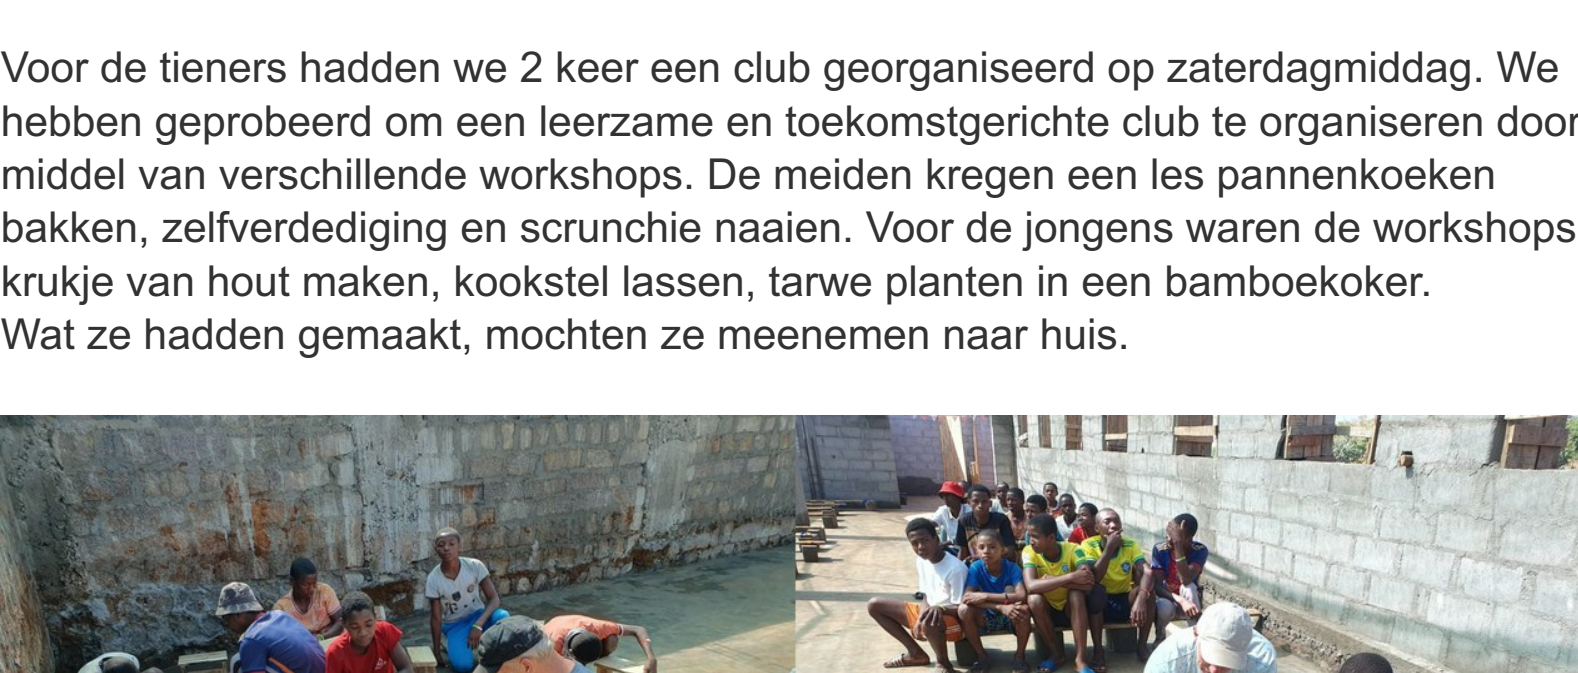 Voor de tieners hadden we 2 keer een club georganiseerd op zaterdagmiddag. We
hebben geprobeerd om een leerzame en toekomstgerichte club te organiseren door
middel van verschillende workshops. De meiden kregen een les pannenkoeken
bakken, zelfverdediging en scrunchie naaien. Voor de jongens waren de workshops
krukje van hout maken, kookstel lassen, tarwe planten in een bamboekoker.
Wat ze hadden gemaakt, mochten ze meenemen naar huis.